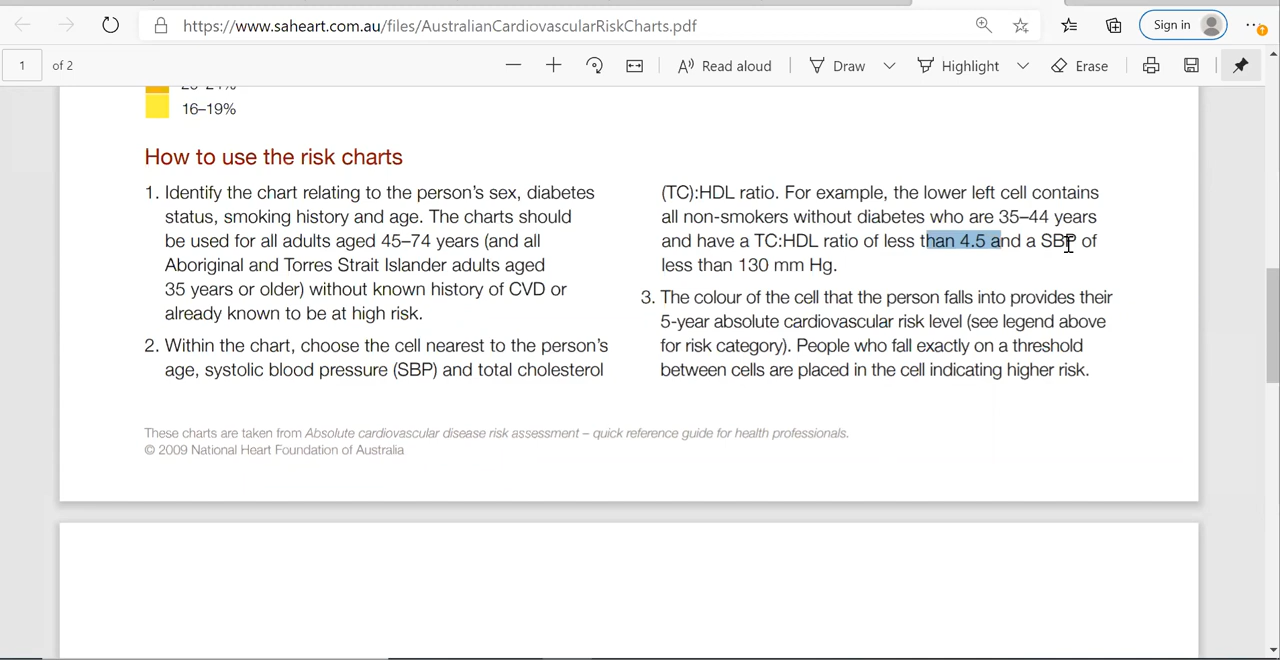 https://www.saheart.com.au/files/AustralianCardiovascularRiskCharts.pdf
Sign in
1 of 2
Read aloud
Draw
Highlight
Erase
16–19%
How to use the risk charts
1. Identify the chart relating to the person's sex, diabetes
status, smoking history and age. The charts should
be used for all adults aged 45–74 years (and all
Aboriginal and Torres Strait Islander adults aged
35 years or older) without known history of CVD or
already known to be at high risk.
2. Within the chart, choose the cell nearest to the person's
age, systolic blood pressure (SBP) and total cholesterol
(TC):HDL ratio. For example, the lower left cell contains
all non-smokers without diabetes who are 35–44 years
and have a TC:HDL ratio of less than 4.5 and a SBP of
less than 130 mm Hg.
3. The colour of the cell that the person falls into provides their
5-year absolute cardiovascular risk level (see legend above
for risk category). People who fall exactly on a threshold
between cells are placed in the cell indicating higher risk.
These charts are taken from Absolute cardiovascular disease risk assessment – quick reference guide for health professionals.
© 2009 National Heart Foundation of Australia